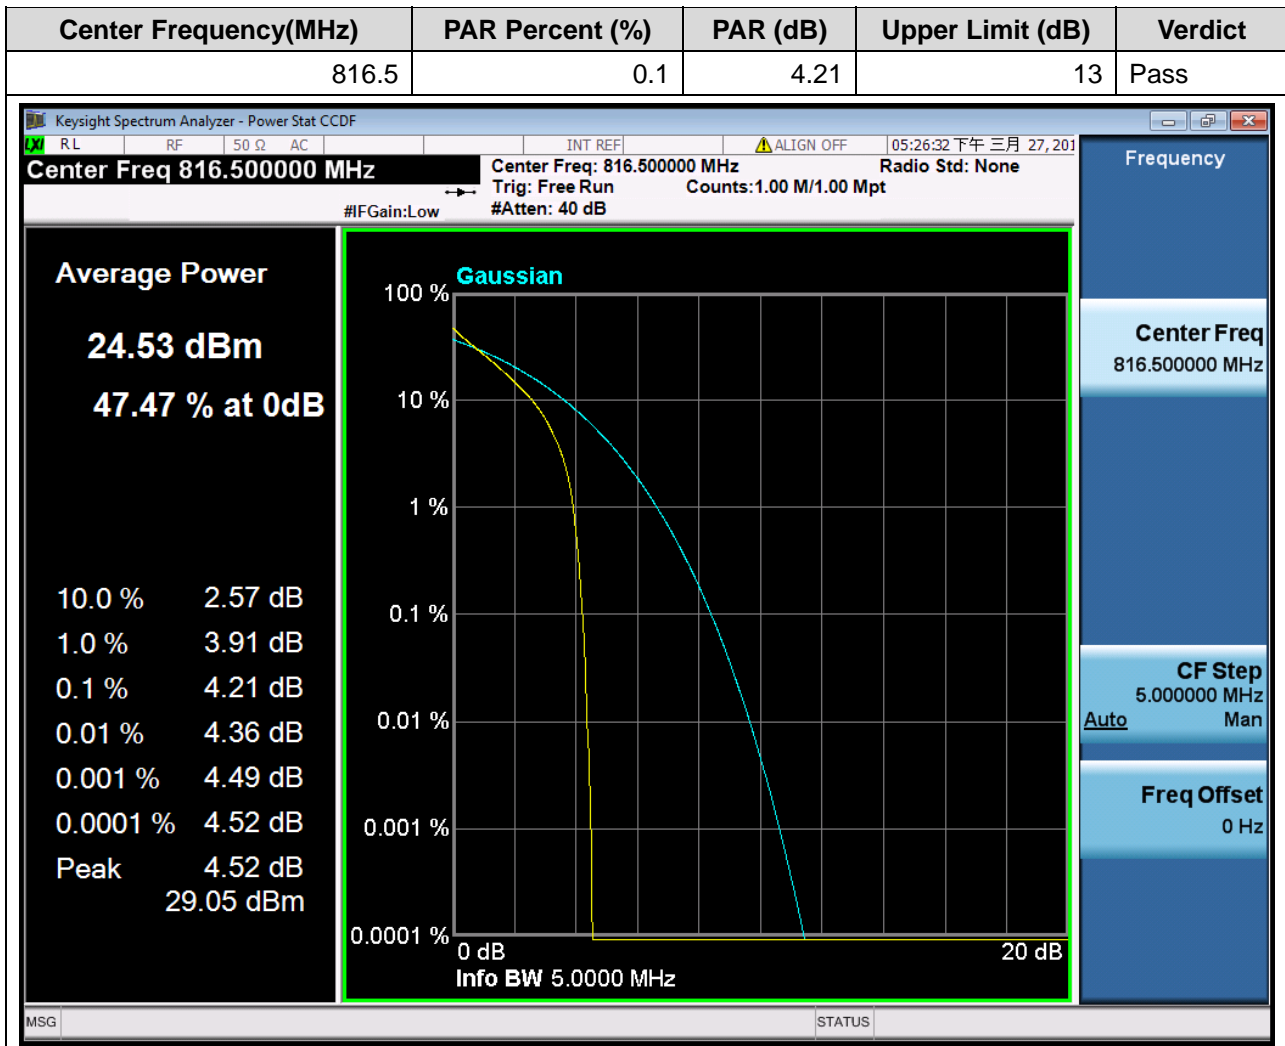 Center Frequency(MHz) PAR Percent (%) PAR (dB) Upper Limit (dB) Verdict
816.5 0.1 4.21 13 Pass
Keysight Spectrum Analyzer - Power Stat CCDF
LXI RL RF 50 Ω AC INT REF ALIGN OFF 05:26:32 下午 三月 27, 201
Center Freq 816.500000 MHz
Center Freq: 816.500000 MHz Radio Std: None
Trig: Free Run Counts:1.00 M/1.00 Mpt
#IFGain:Low #Atten: 40 dB
Average Power
24.53 dBm
47.47 % at 0dB
10.0 % 2.57 dB
1.0 % 3.91 dB
0.1 % 4.21 dB
0.01 % 4.36 dB
0.001 % 4.49 dB
0.0001 % 4.52 dB
Peak 4.52 dB
29.05 dBm
Gaussian
100 %
10 %
1 %
0.1 %
0.01 %
0.001 %
0.0001 %
0 dB 20 dB
Info BW 5.0000 MHz
Frequency
Center Freq
816.500000 MHz
CF Step
5.000000 MHz
Auto Man
Freq Offset
0 Hz
MSG STATUS